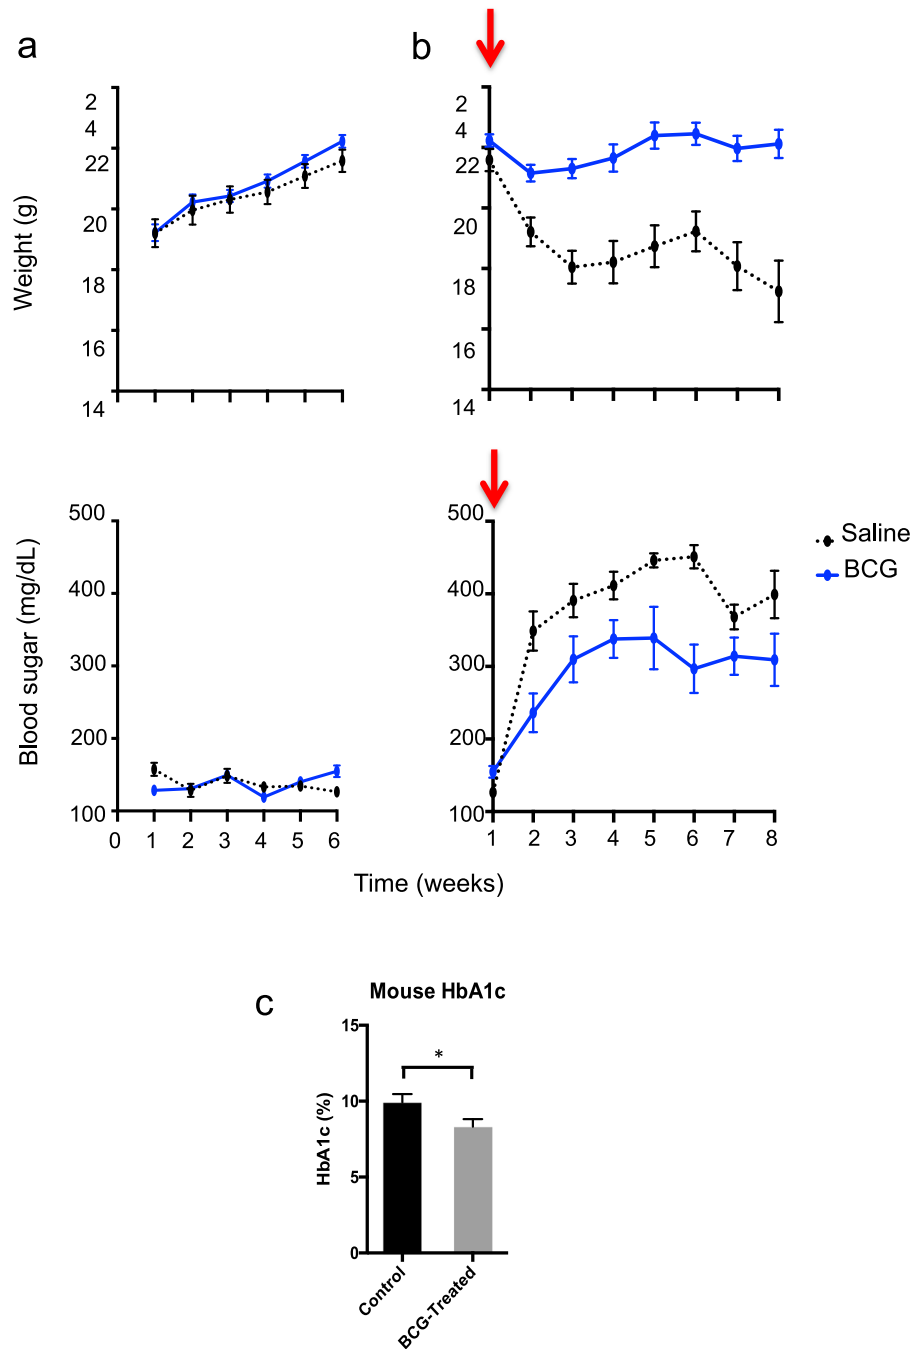 a
b
2
4
22
20
18
16
14
Weight (g)
2
4
22
20
18
16
14
500
400
300
200
100
Blood sugar (mg/dL)
0 1 2 3 4 5 6
500
400
300
200
100
1 2 3 4 5 6 7 8
Saline
BCG
Time (weeks)
c
Mouse HbA1c
15
10
5
0
HbA1c (%)
*
Control
BCG-Treated